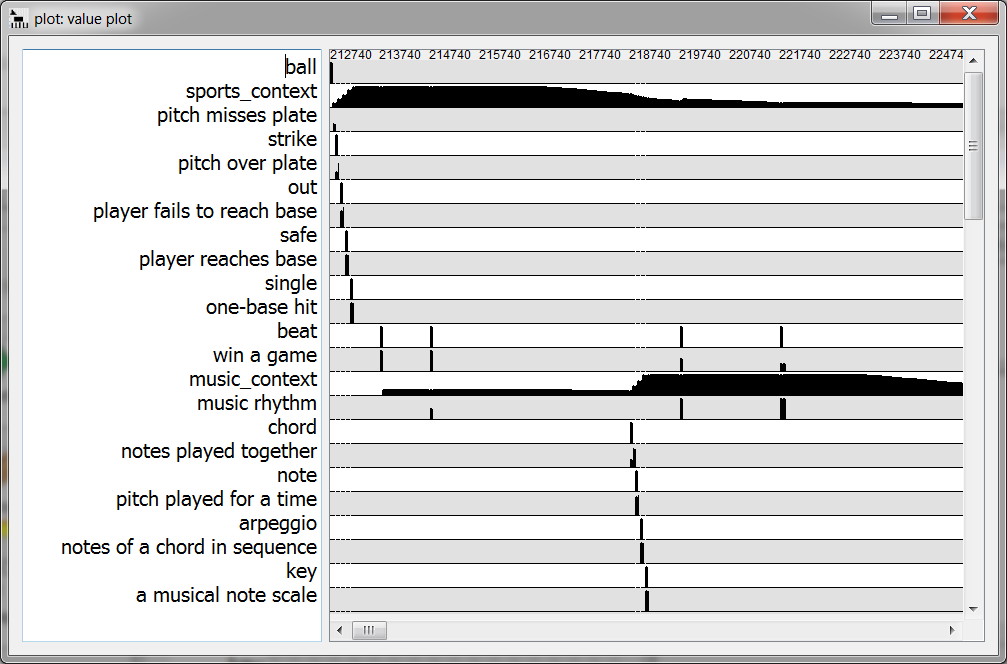 plot: value plot
212740 213740 214740 215740 216740 217740 218740 219740 220740 221740 222740 223740 22474
ball
sports_context
pitch misses plate
strike
pitch over plate
out
player fails to reach base
safe
player reaches base
single
one-base hit
beat
win a game
music_context
music rhythm
chord
notes played together
note
pitch played for a time
arpeggio
notes of a chord in sequence
key
a musical note scale